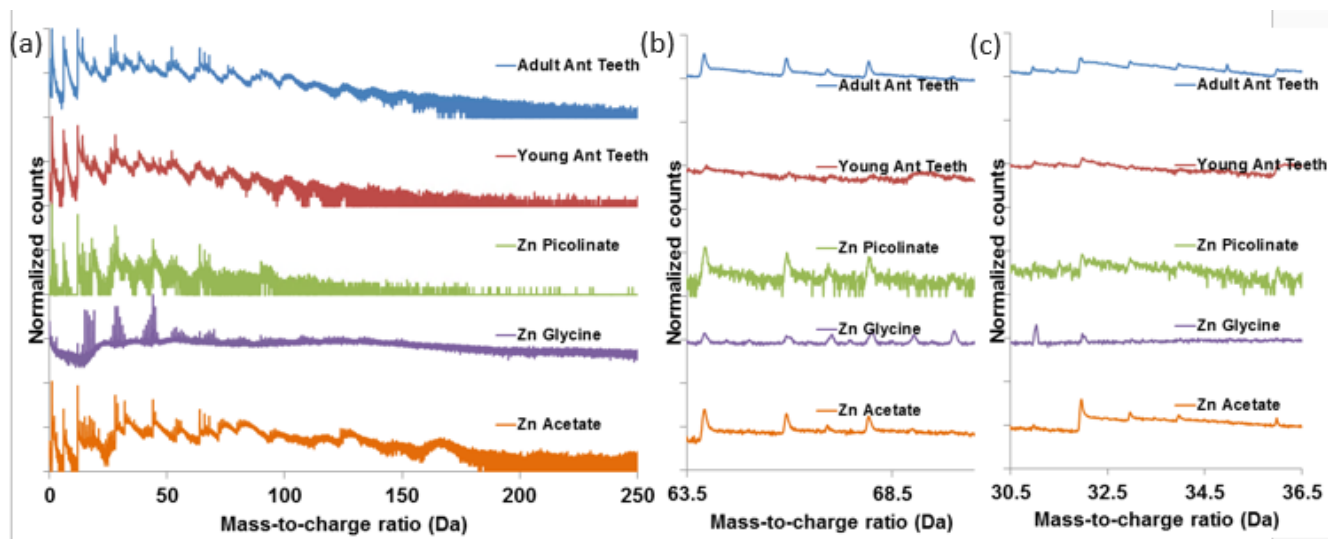 (a)
Normalized counts
Adult Ant Teeth
Young Ant Teeth
Zn Picolinate
Zn Glycine
Zn Acetate
0 50 100 150 200 250
Mass-to-charge ratio (Da)
(b)
Normalized counts
Adult Ant Teeth
Young Ant Teeth
Zn Picolinate
Zn Glycine
Zn Acetate
63.5 68.5
Mass-to-charge ratio (Da)
(c)
Normalized counts
Adult Ant Teeth
Young Ant Teeth
Zn Picolinate
Zn Glycine
Zn Acetate
30.5 32.5 34.5 36.5
Mass-to-charge ratio (Da)